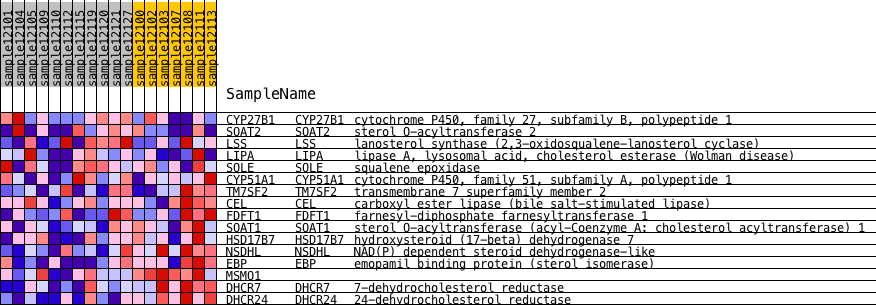 sample12101
sample12104
sample12105
sample12109
sample12110
sample12112
sample12115
sample12119
sample12120
sample12121
sample12127
sample12100
sample12102
sample12103
sample12107
sample12108
sample12111
sample12113
SampleName
CYP27B1 CYP27B1 cytochrome P450, family 27, subfamily B, polypeptide 1
SOAT2 SOAT2 sterol O-acyltransferase 2
LSS LSS lanosterol synthase (2,3-oxidosqualene-lanosterol cyclase)
LIPA LIPA lipase A, lysosomal acid, cholesterol esterase (Wolman disease)
SQLE SQLE squalene epoxidase
CYP51A1 CYP51A1 cytochrome P450, family 51, subfamily A, polypeptide 1
TM7SF2 TM7SF2 transmembrane 7 superfamily member 2
CEL CEL carboxyl ester lipase (bile salt-stimulated lipase)
FDFT1 FDFT1 farnesyl-diphosphate farnesyltransferase 1
SOAT1 SOAT1 sterol O-acyltransferase (acyl-Coenzyme A: cholesterol acyltransferase) 1
HSD17B7 HSD17B7 hydroxysteroid (17-beta) dehydrogenase 7
NSDHL NSDHL NAD(P) dependent steroid dehydrogenase-like
EBP EBP emopamil binding protein (sterol isomerase)
MSMO1
DHCR7 DHCR7 7-dehydrocholesterol reductase
DHCR24 DHCR24 24-dehydrocholesterol reductase